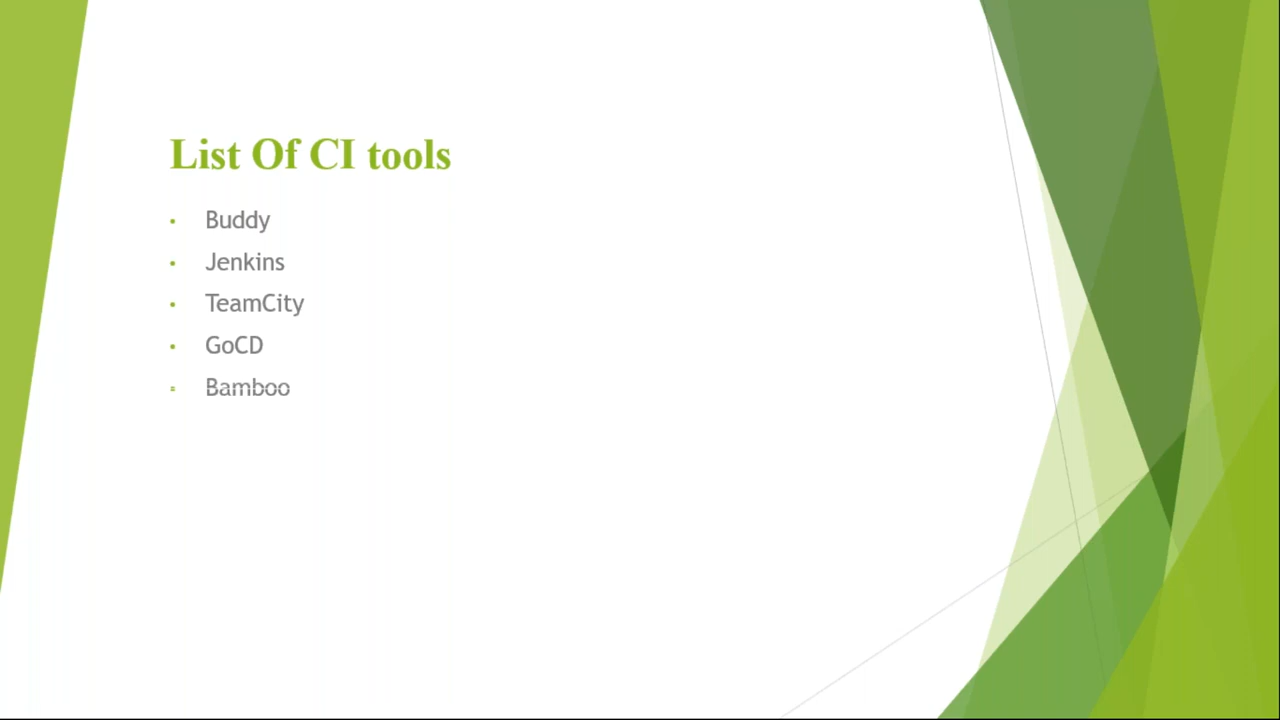 List Of CI tools
Buddy
Jenkins
TeamCity
GoCD
Bamboo